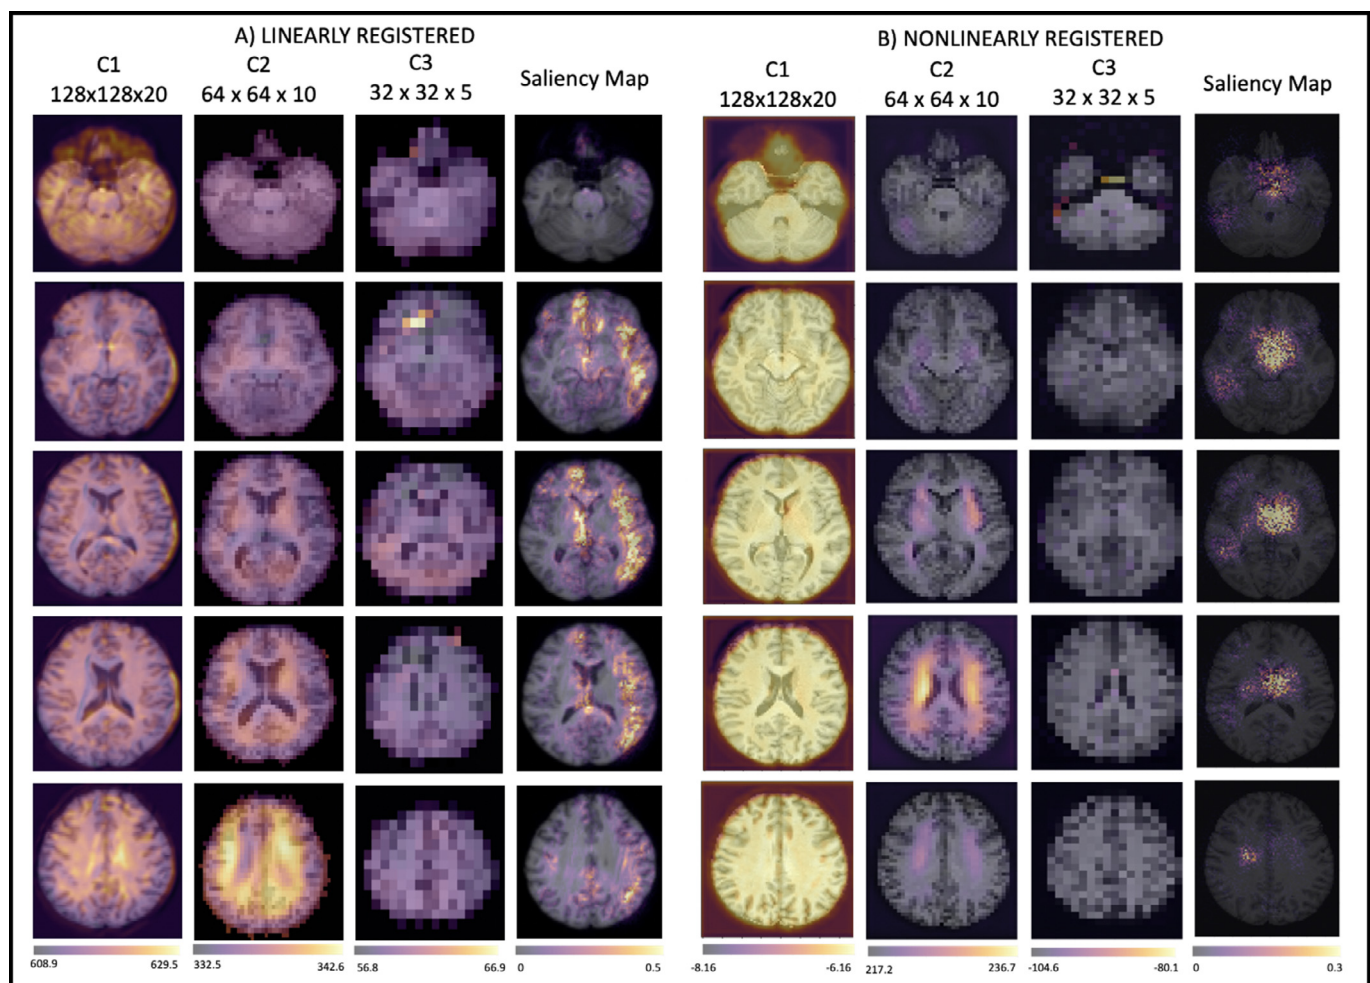 A) LINEARLY REGISTERED
C1
128x128x20
C2
64 x 64 x 10
C3
32 x 32 x 5
Saliency Map
608.9 629.5
332.5 342.6
56.8 66.9
0 0.5
B) NONLINEARLY REGISTERED
C1
128x128x20
C2
64 x 64 x 10
C3
32 x 32 x 5
Saliency Map
-8.16 -6.16
217.2 236.7
-104.6 -80.1
0 0.3